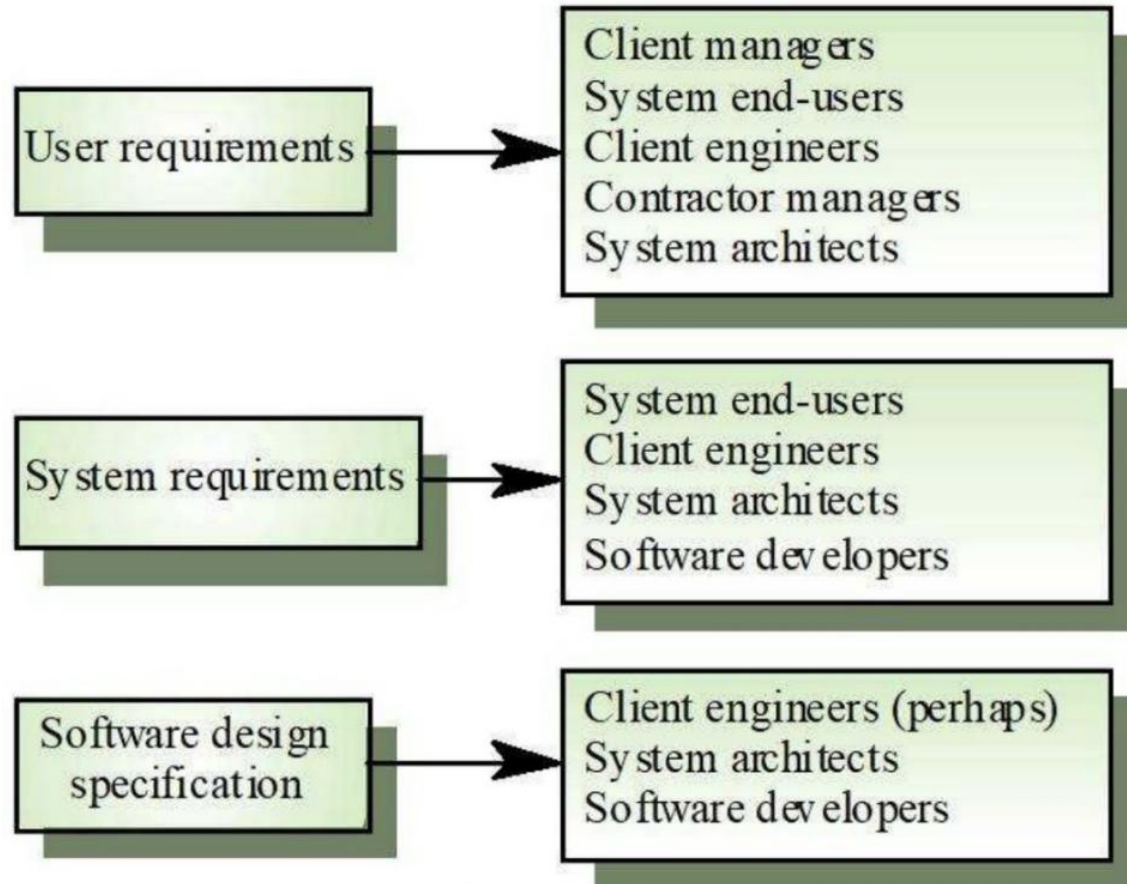 User requirements
Client managers
System end-users
Client engineers
Contractor managers
System architects
System requirements
System end-users
Client engineers
System architects
Software developers
Software design
specification
Client engineers (perhaps)
System architects
Software developers